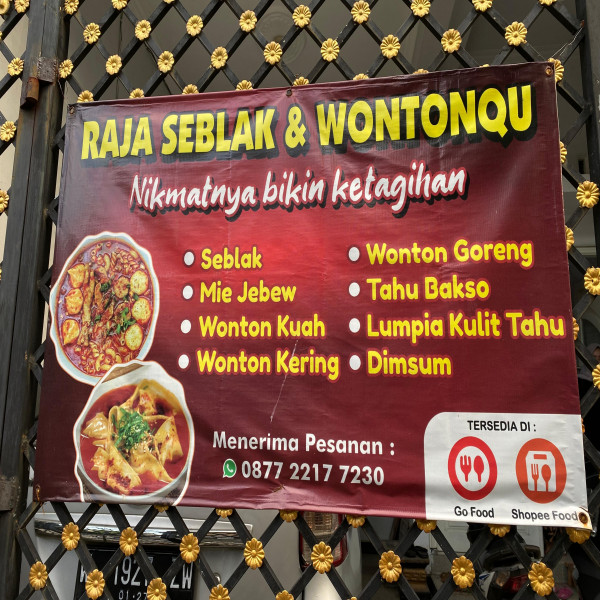 RAJA SEBLAK & WONTONQU
Nikmatnya bikin ketagihan
• Seblak
• Mie Jebew
• Wonton Kuah
• Wonton Kering
• Wonton Goreng
• Tahu Bakso
• Lumpia Kulit Tahu
• Dimsum
Menerima Pesanan :
0877 2217 7230
TERSEDIA DI :
Go Food
Shopee Food